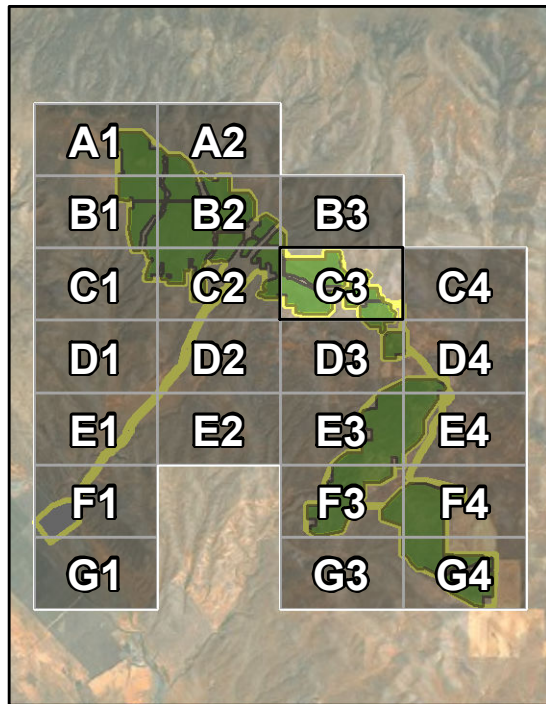 A1 A2
B1 B2 B3
C1 C2 C3 C4
D1 D2 D3 D4
E1 E2 E3 E4
F1 F3 F4
G1 G3 G4